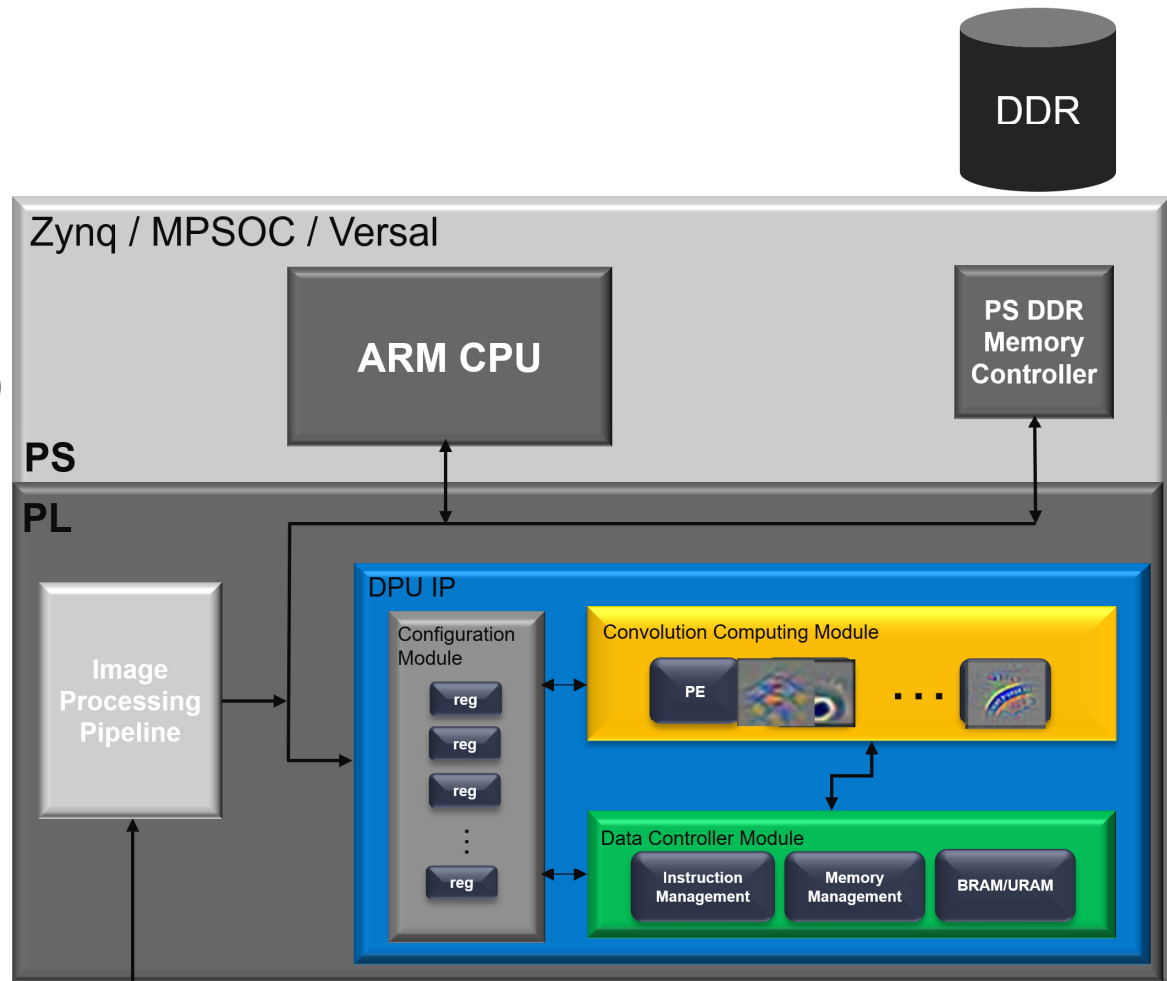 DDR
Zynq / MPSOC / Versal
ARM CPU
PS DDR
Memory
Controller
PS
PL
Image
Processing
Pipeline
DPU IP
Configuration
Module
reg
reg
reg
reg
Convolution Computing Module
PE
Data Controller Module
Instruction
Management
Memory
Management
BRAM/URAM